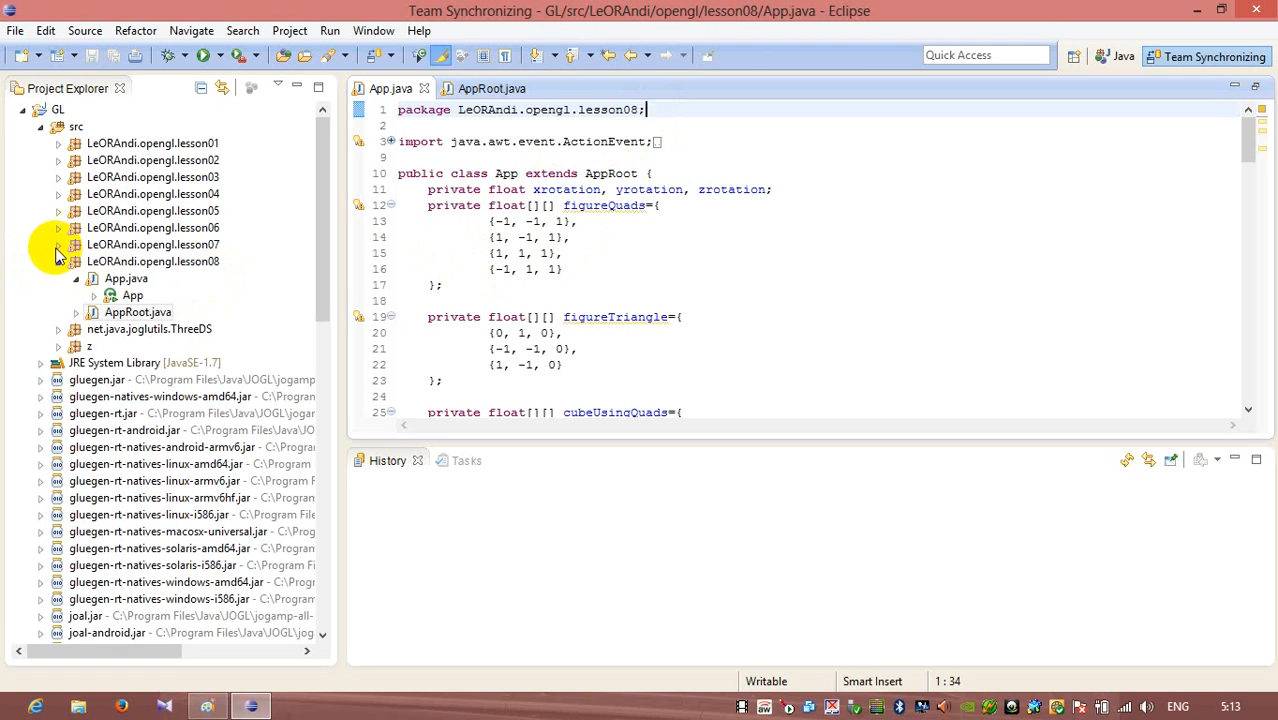 Team Synchronizing - GL/src/LeORAndi/opengl/lesson08/App.java - Eclipse
File Edit Source Refactor Navigate Search Project Run Window Help
Quick Access Java Team Synchronizing
Project Explorer
GL
src
LeORAndi.opengl.lesson01
LeORAndi.opengl.lesson02
LeORAndi.opengl.lesson03
LeORAndi.opengl.lesson04
LeORAndi.opengl.lesson05
LeORAndi.opengl.lesson06
LeORAndi.opengl.lesson07
LeORAndi.opengl.lesson08
App.java
App
AppRoot.java
net.java.joglutils.ThreeDS
z
JRE System Library [JavaSE-1.7]
gluegen.jar - C:\Program Files\Java\JOGL\jogamp
gluegen-natives-windows-amd64.jar - C:\Program
gluegen-rt.jar - C:\Program Files\Java\JOGL\jogan
gluegen-rt-android.jar - C:\Program Files\Java\JO
gluegen-rt-natives-android-armv6.jar - C:\Progra
gluegen-rt-natives-linux-amd64.jar - C:\Program
gluegen-rt-natives-linux-armv6.jar - C:\Program I
gluegen-rt-natives-linux-armv6hf.jar - C:\Program
gluegen-rt-natives-linux-i586.jar - C:\Program Fil
gluegen-rt-natives-macosx-universal.jar - C:\Prog
gluegen-rt-natives-solaris-amd64.jar - C:\Program
gluegen-rt-natives-solaris-i586.jar - C:\Program F
gluegen-rt-natives-windows-amd64.jar - C:\Prog
gluegen-rt-natives-windows-i586.jar - C:\Program
joal.jar - C:\Program Files\Java\JOGL\jogamp-all-
joal-android.jar - C:\Program Files\Java\JOGL\jog
App.java AppRoot.java
1 package LeORAndi.opengl.lesson08;
2
3 import java.awt.event.ActionEvent;
9
10 public class App extends AppRoot {
11 private float xrotation, yrotation, zrotation;
12 private float[][] figureQuads={
13 {-1, -1, 1},
14 {1, -1, 1},
15 {1, 1, 1},
16 {-1, 1, 1}
17 };
18
19 private float[][] figureTriangle={
20 {0, 1, 0},
21 {-1, -1, 0},
22 {1, -1, 0}
23 };
24
25 private float[][] cubeUsingQuads={
History Tasks
Writable Smart Insert 1 : 34
ENG 5:13